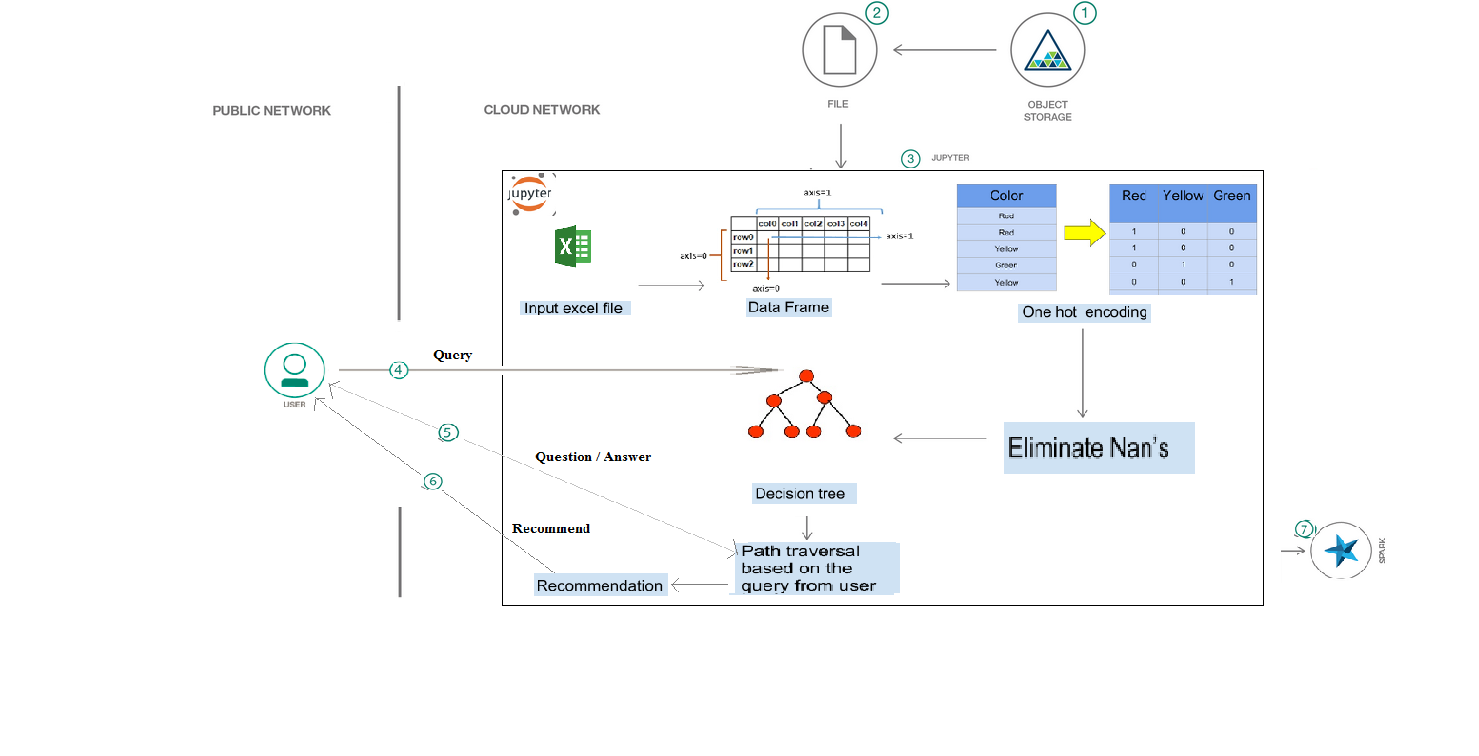 2
1
FILE
OBJECT
STORAGE
PUBLIC NETWORK
CLOUD NETWORK
3
JUPYTER
jupyter
axis=1
col0 col1 col2 col3 col4
row0
row1
row2
axis=1
axis=0
axis=0
Color
Red
Red
Yellow
Green
Yellow
Red Yellow Green
1 0 0
1 0 0
0 1 0
0 0 1
Input excel file
Data Frame
One hot encoding
4
Query
USER
5
Question / Answer
Eliminate Nan's
6
Decision tree
Recommend
Path traversal
based on the
query from user
Recommendation
7
SPARK